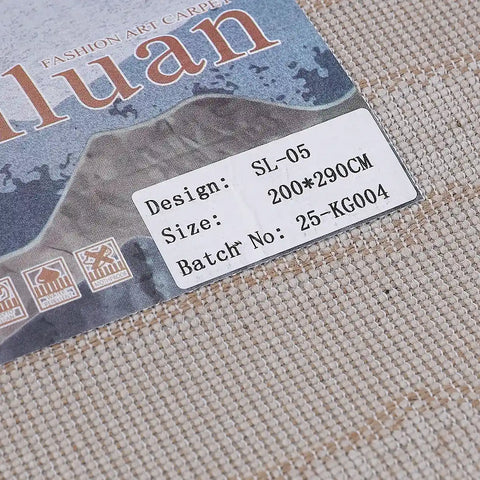 FASHION ART CARPET
luan
Design: SL-05
Size: 200*290CM
Batch No: 25-KG004